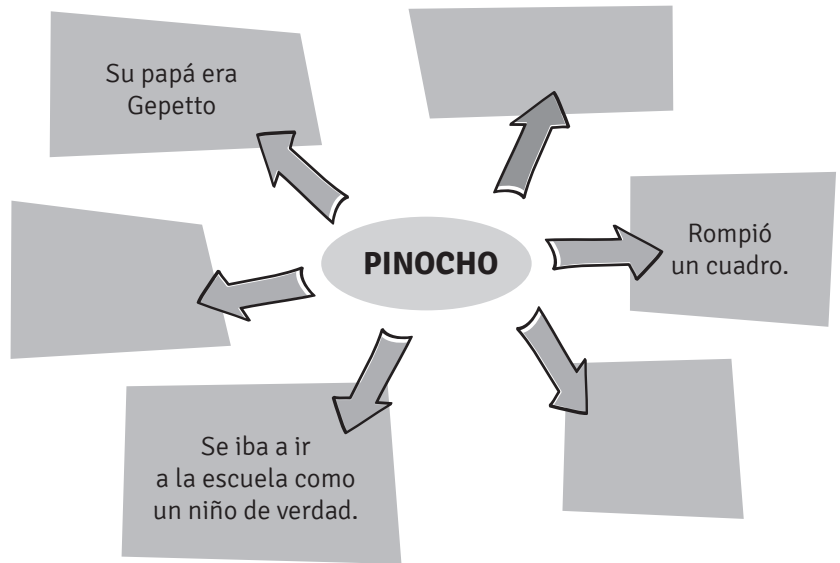 Su papá era
Gepetto
PINOCHO
Rompió
un cuadro.
Se iba a ir
a la escuela como
un niño de verdad.